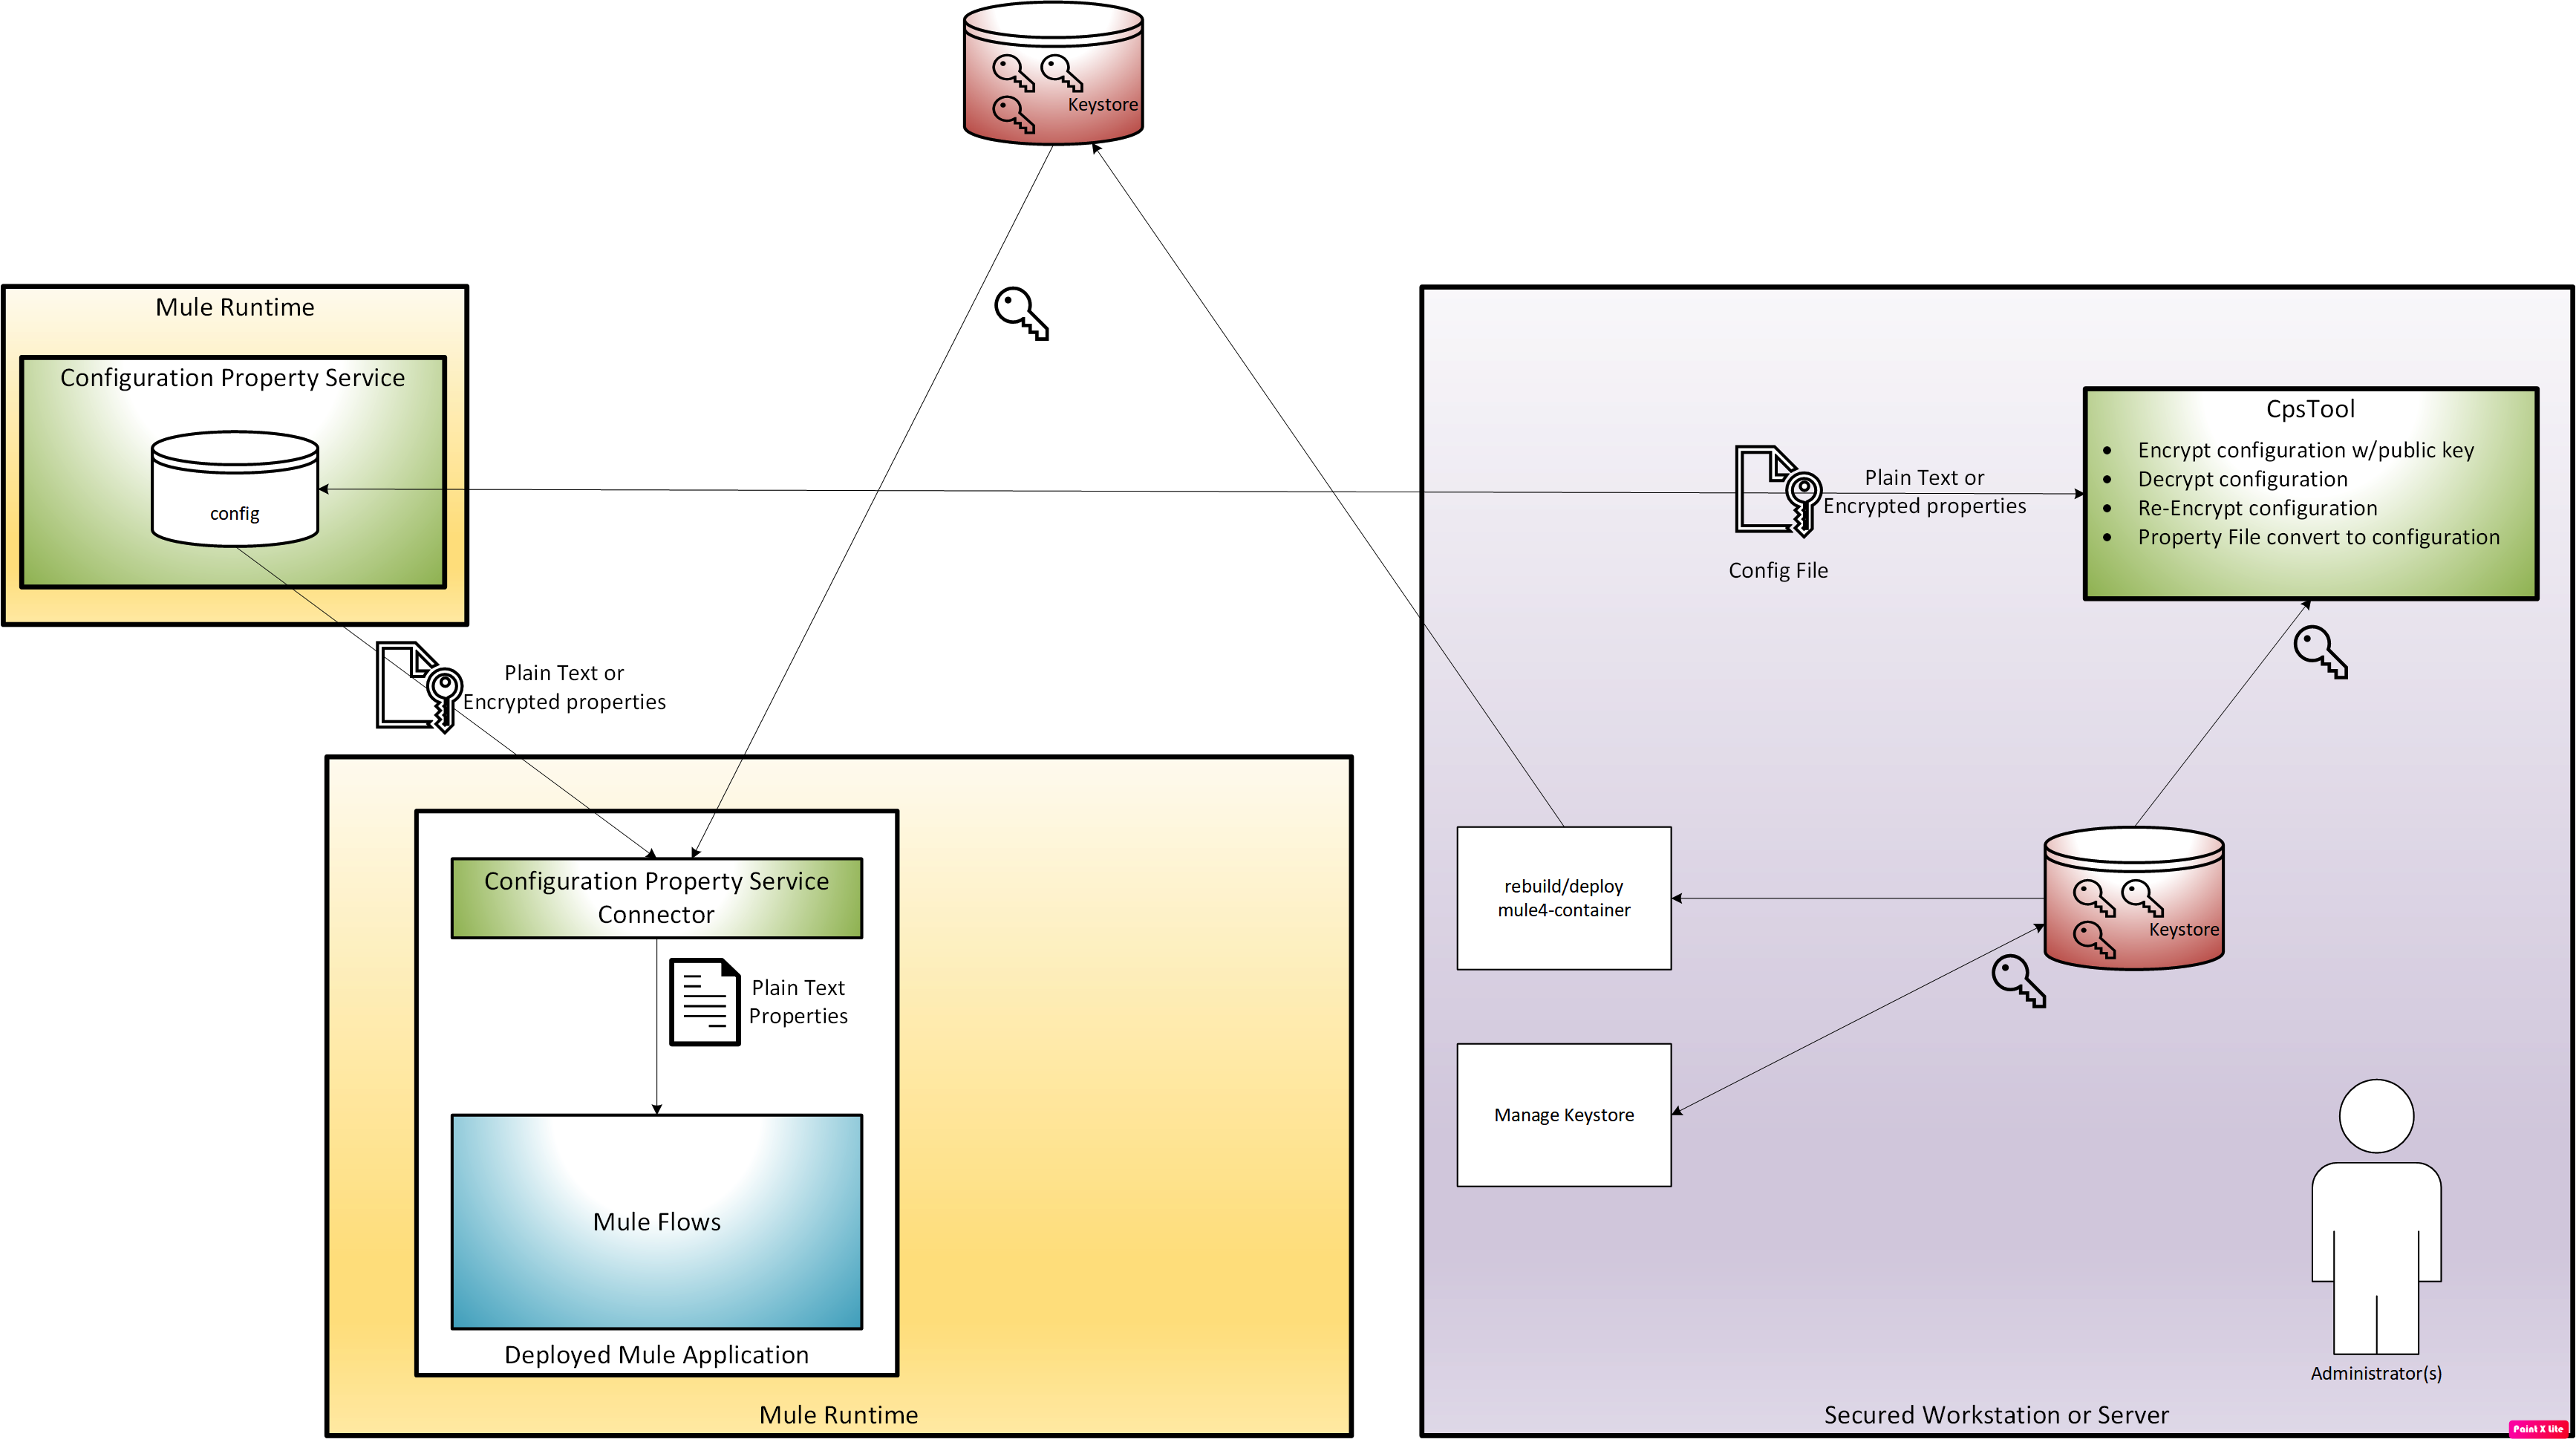 Keystore
Mule Runtime
Configuration Property Service
config
Plain Text or
Encrypted properties
Configuration Property Service
Connector
Plain Text
Properties
Mule Flows
Deployed Mule Application
Mule Runtime
CpsTool
• Encrypt configuration w/public key
• Decrypt configuration
• Re-Encrypt configuration
• Property File convert to configuration
Plain Text or
Encrypted properties
Config File
rebuild/deploy
mule4-container
Keystore
Manage Keystore
Administrator(s)
Secured Workstation or Server
Paint X Lite